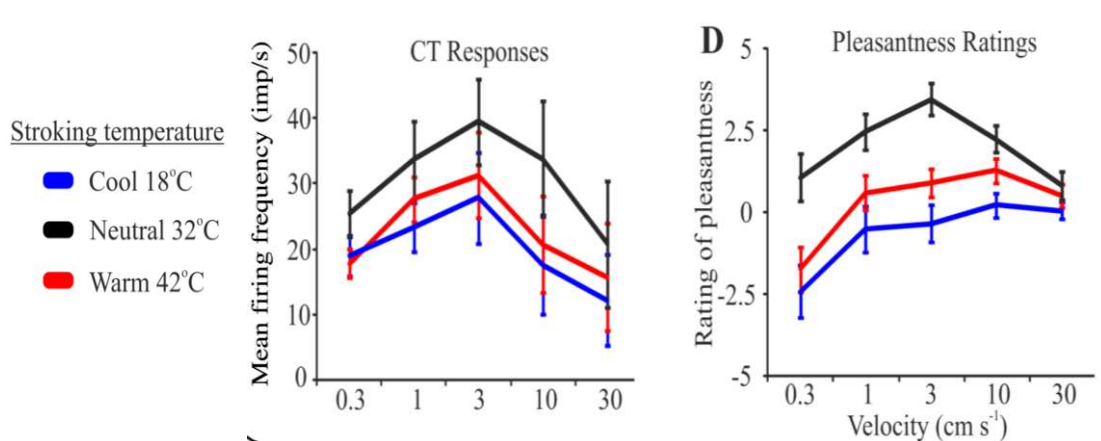 Stroking temperature
Cool 18°C
Neutral 32°C
Warm 42°C
CT Responses
Mean firing frequency (imp/s)
50
40
30
20
10
0
0.3 1 3 10 30
D
Pleasantness Ratings
Rating of pleasantness
5
2.5
0
-2.5
-5
0.3 1 3 10 30
Velocity (cm s⁻¹)